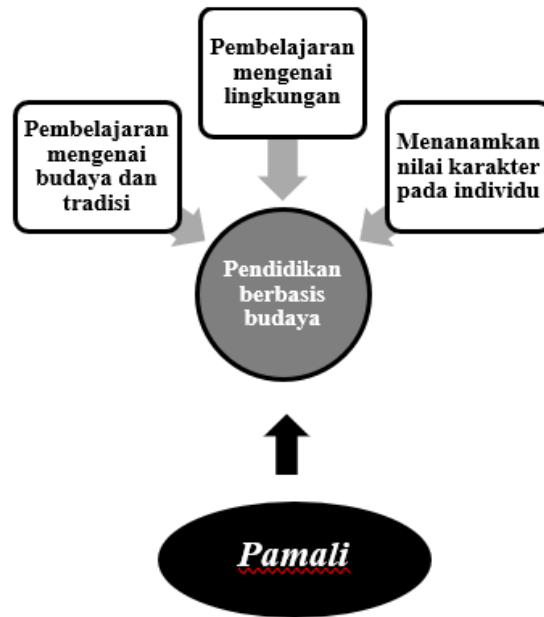 Pembelajaran
mengenai
lingkungan
Pembelajaran
mengenai
budaya dan
tradisi
Menanamkan
nilai karakter
pada individu
Pendidikan
berbasis
budaya
Pamali